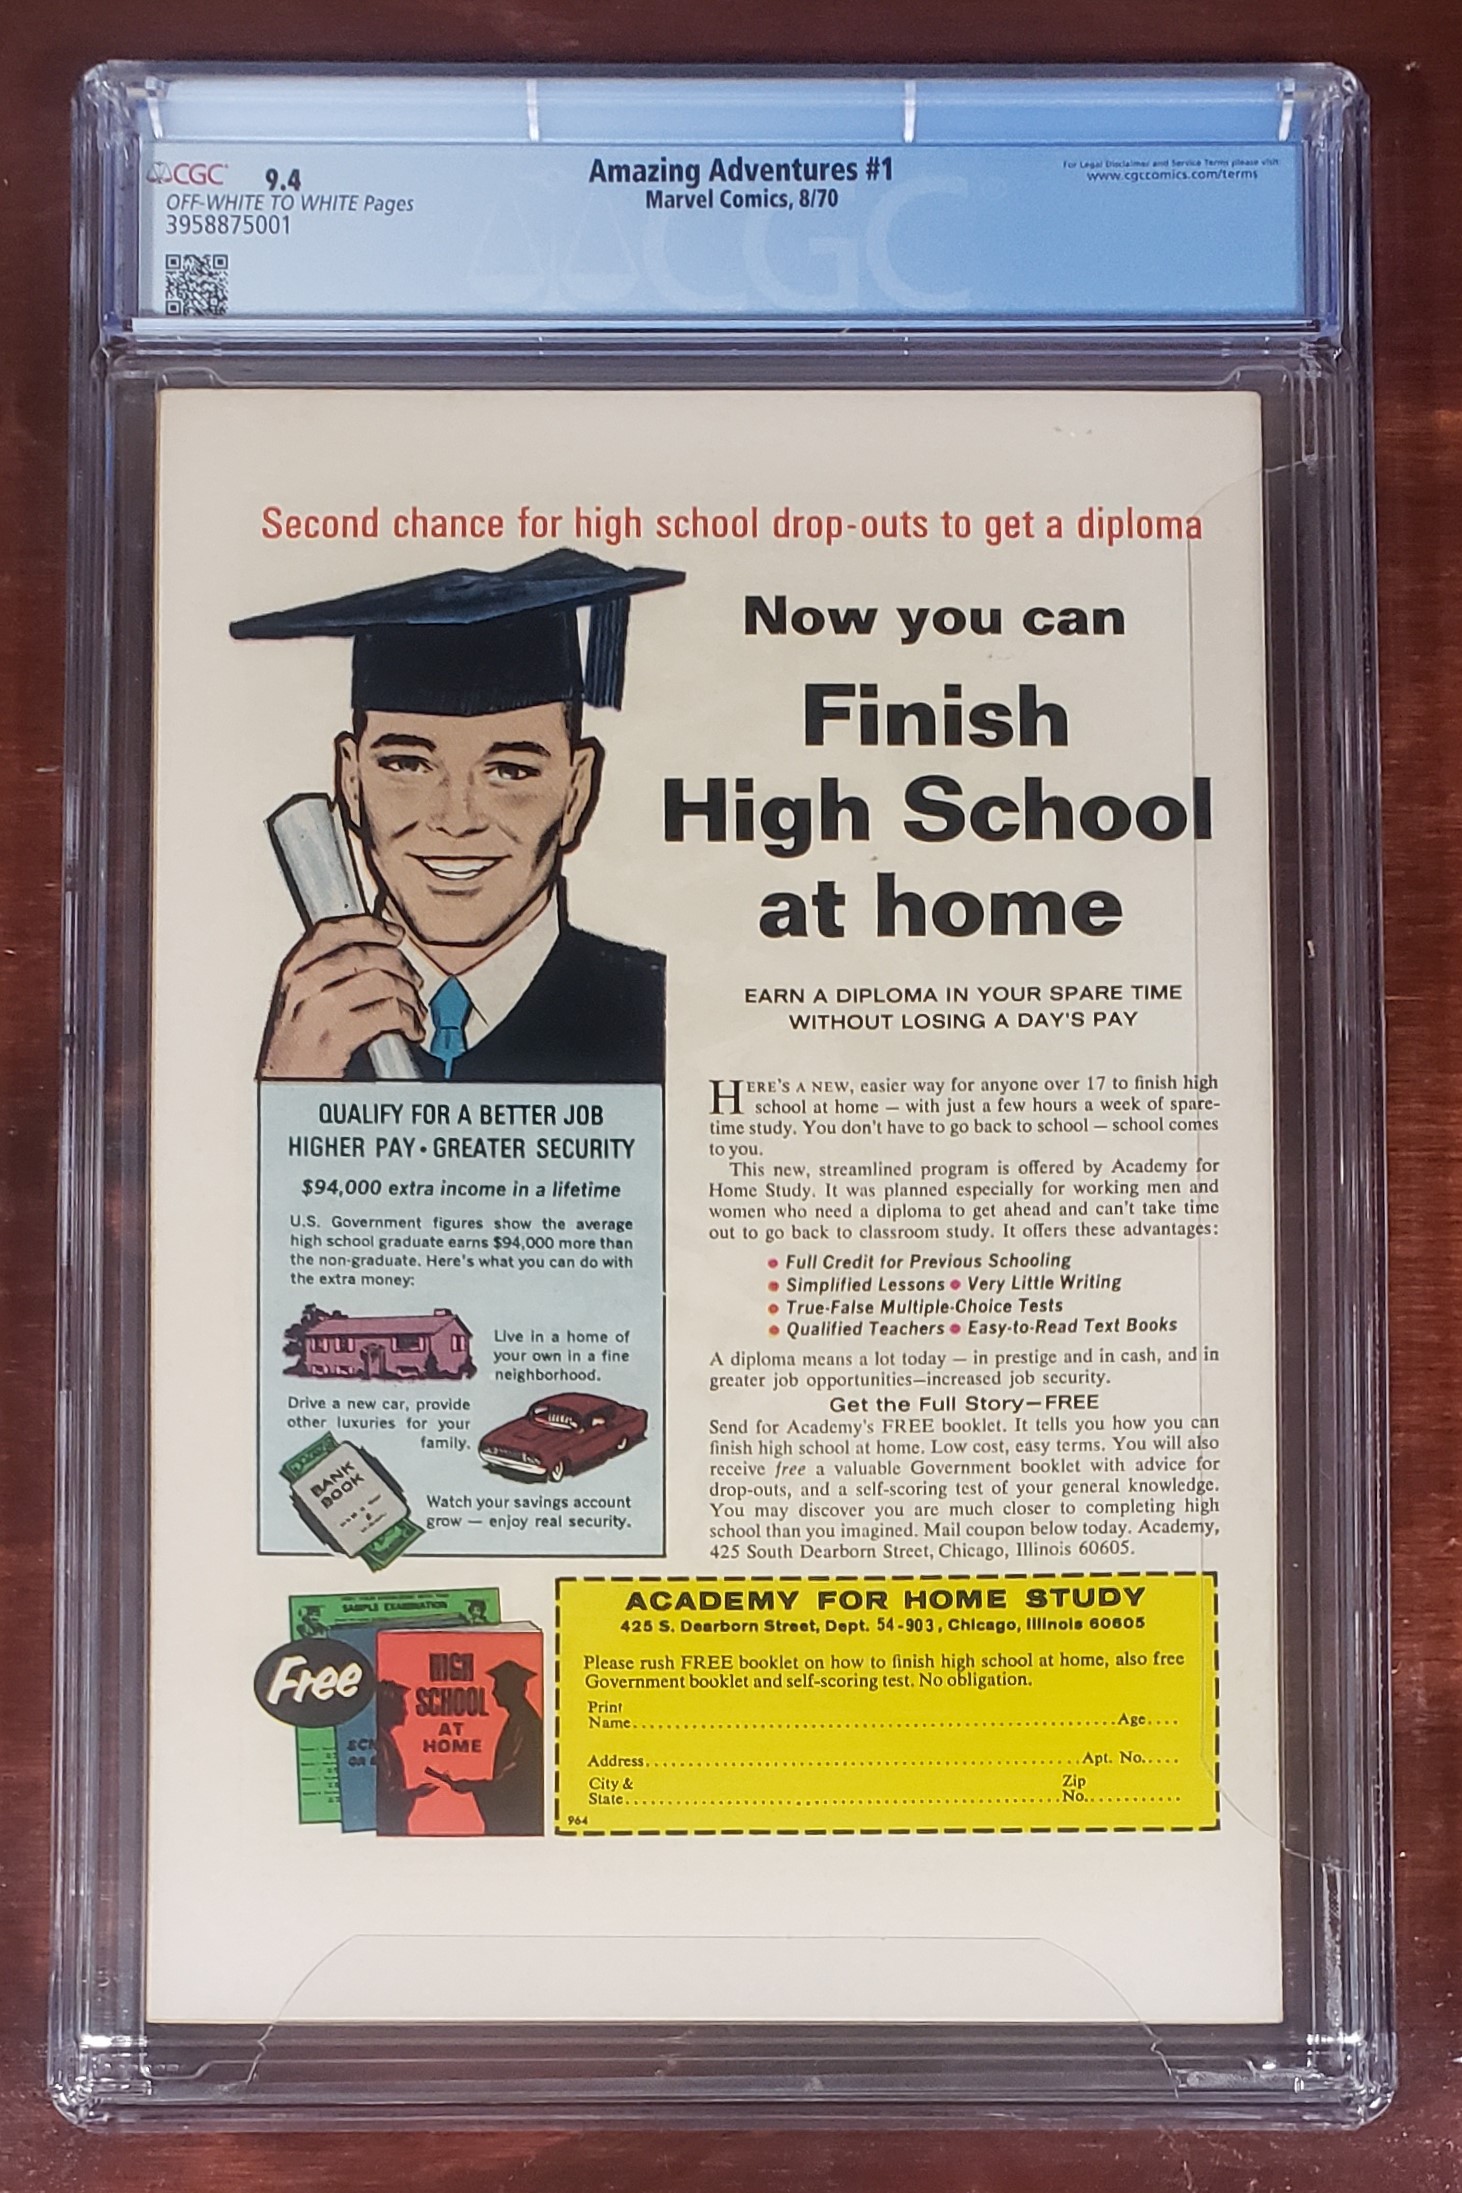 CGC 9.4
OFF-WHITE TO WHITE Pages
3958875001
Amazing Adventures #1
Marvel Comics, 8/70
For Legal Disclaimer and Service Terms please visit
www.cgccomics.com/terms
CGC
Second chance for high school drop-outs to get a diploma
Now you can
Finish
High School
at home
EARN A DIPLOMA IN YOUR SPARE TIME
WITHOUT LOSING A DAY'S PAY
QUALIFY FOR A BETTER JOB
HIGHER PAY • GREATER SECURITY
$94,000 extra income in a lifetime
U.S. Government figures show the average
high school graduate earns $94,000 more than
the non-graduate. Here's what you can do with
the extra money:
Live in a home of
your own in a fine
neighborhood.
Drive a new car, provide
other luxuries for your
family.
BANK
BOOK
Watch your savings account
grow — enjoy real security.
HERE'S A NEW, easier way for anyone over 17 to finish high
school at home — with just a few hours a week of spare-
time study. You don't have to go back to school — school comes
to you.
This new, streamlined program is offered by Academy for
Home Study. It was planned especially for working men and
women who need a diploma to get ahead and can't take time
out to go back to classroom study. It offers these advantages:
• Full Credit for Previous Schooling
• Simplified Lessons • Very Little Writing
• True-False Multiple-Choice Tests
• Qualified Teachers • Easy-to-Read Text Books
A diploma means a lot today — in prestige and in cash, and in
greater job opportunities—increased job security.
Get the Full Story—FREE
Send for Academy's FREE booklet. It tells you how you can
finish high school at home. Low cost, easy terms. You will also
receive free a valuable Government booklet with advice for
drop-outs, and a self-scoring test of your general knowledge.
You may discover you are much closer to completing high
school than you imagined. Mail coupon below today. Academy,
425 South Dearborn Street, Chicago, Illinois 60605.
SAMPLE EXAMINATION
Free
HIGH
SCHOOL
AT
HOME
ACADEMY FOR HOME STUDY
425 S. Dearborn Street, Dept. 54-903, Chicago, Illinois 60605
Please rush FREE booklet on how to finish high school at home, also free
Government booklet and self-scoring test. No obligation.
Print
Name.......... Age....
Address.......... Apt. No.....
City & Zip
State.......... No..........
964